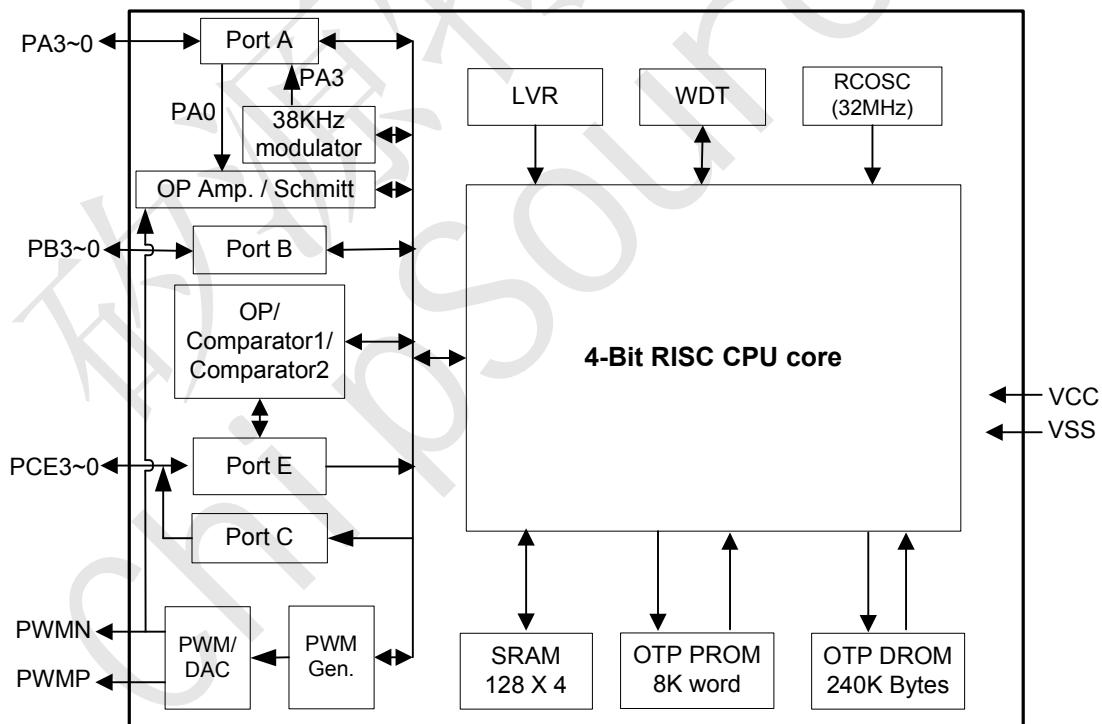 PA3~0
Port A
PA3
PA0
38KHz
modulator
OP Amp. / Schmitt
PB3~0
Port B
OP/
Comparator1/
Comparator2
PCE3~0
Port E
Port C
PWMN
PWMP
PWM/
DAC
PWM
Gen.
LVR
WDT
RCOSC
(32MHz)
4-Bit RISC CPU core
VCC
VSS
SRAM
128 X 4
OTP PROM
8K word
OTP DROM
240K Bytes